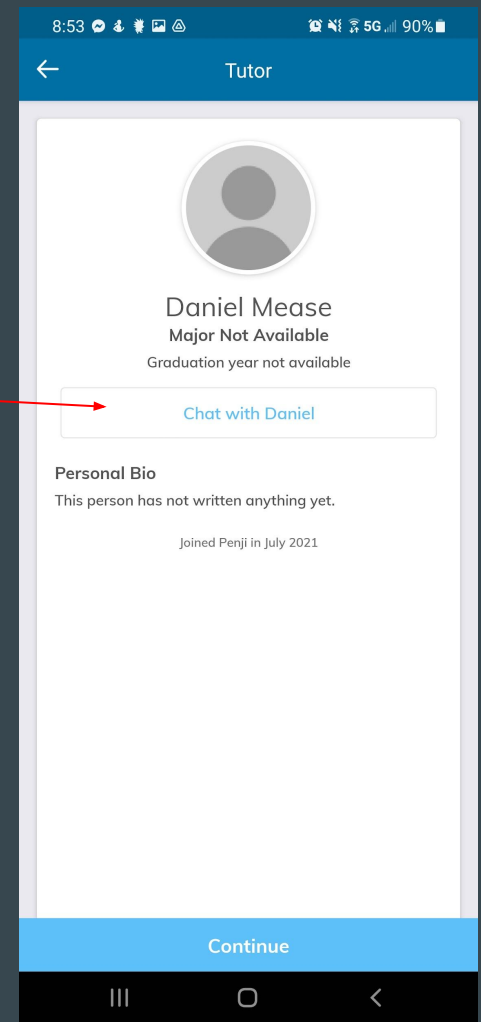 8:53 5G 90%
Tutor
Daniel Mease
Major Not Available
Graduation year not available
Chat with Daniel
Personal Bio
This person has not written anything yet.
Joined Penji in July 2021
Continue